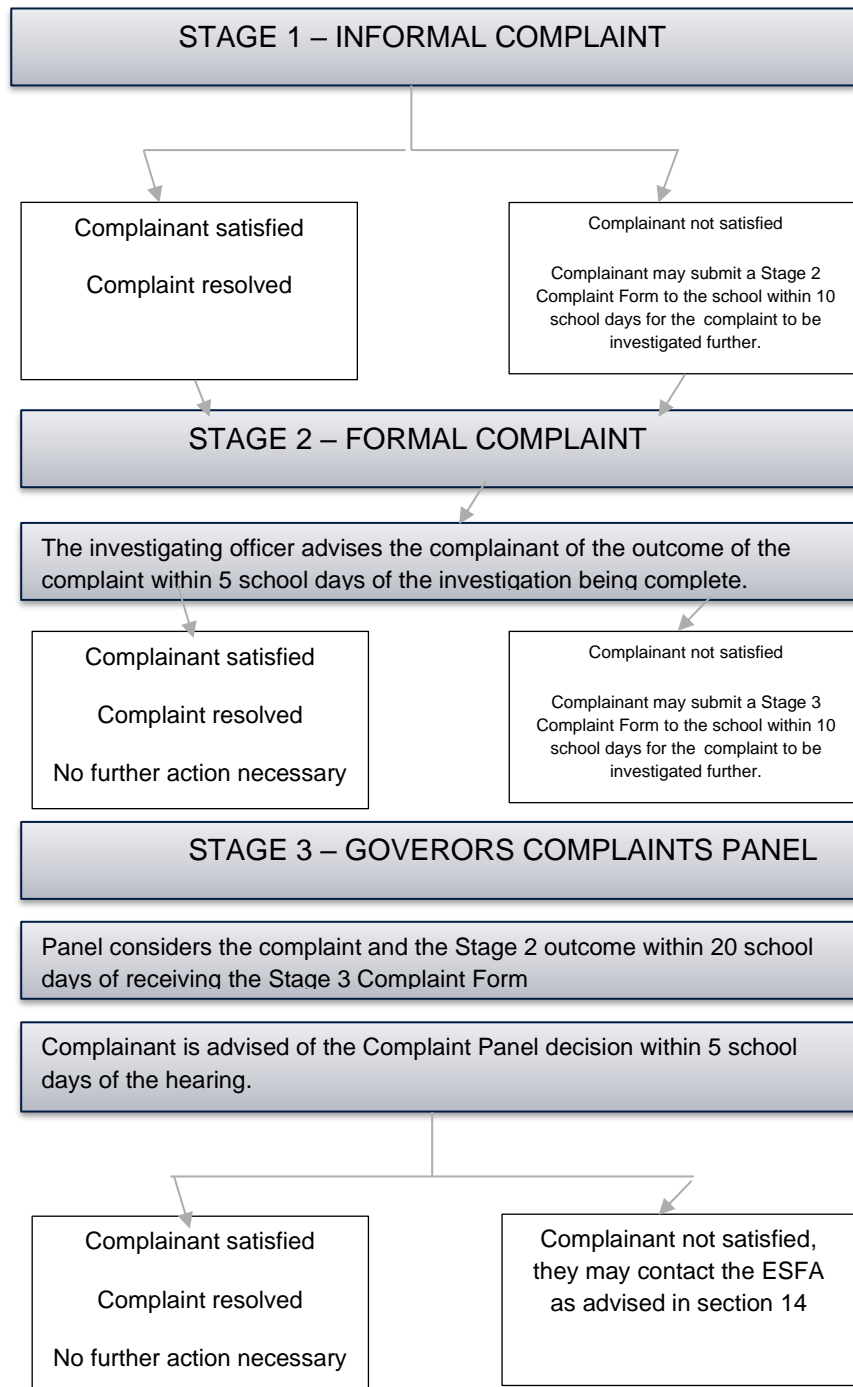 STAGE 1 – INFORMAL COMPLAINT
Complainant satisfied
Complaint resolved
Complainant not satisfied
Complainant may submit a Stage 2
Complaint Form to the school within 10
school days for the complaint to be
investigated further.
STAGE 2 – FORMAL COMPLAINT
The investigating officer advises the complainant of the outcome of the
complaint within 5 school days of the investigation being complete.
Complainant satisfied
Complaint resolved
No further action necessary
Complainant not satisfied
Complainant may submit a Stage 3
Complaint Form to the school within 10
school days for the complaint to be
investigated further.
STAGE 3 – GOVERORS COMPLAINTS PANEL
Panel considers the complaint and the Stage 2 outcome within 20 school
days of receiving the Stage 3 Complaint Form
Complainant is advised of the Complaint Panel decision within 5 school
days of the hearing.
Complainant satisfied
Complaint resolved
No further action necessary
Complainant not satisfied,
they may contact the ESFA
as advised in section 14